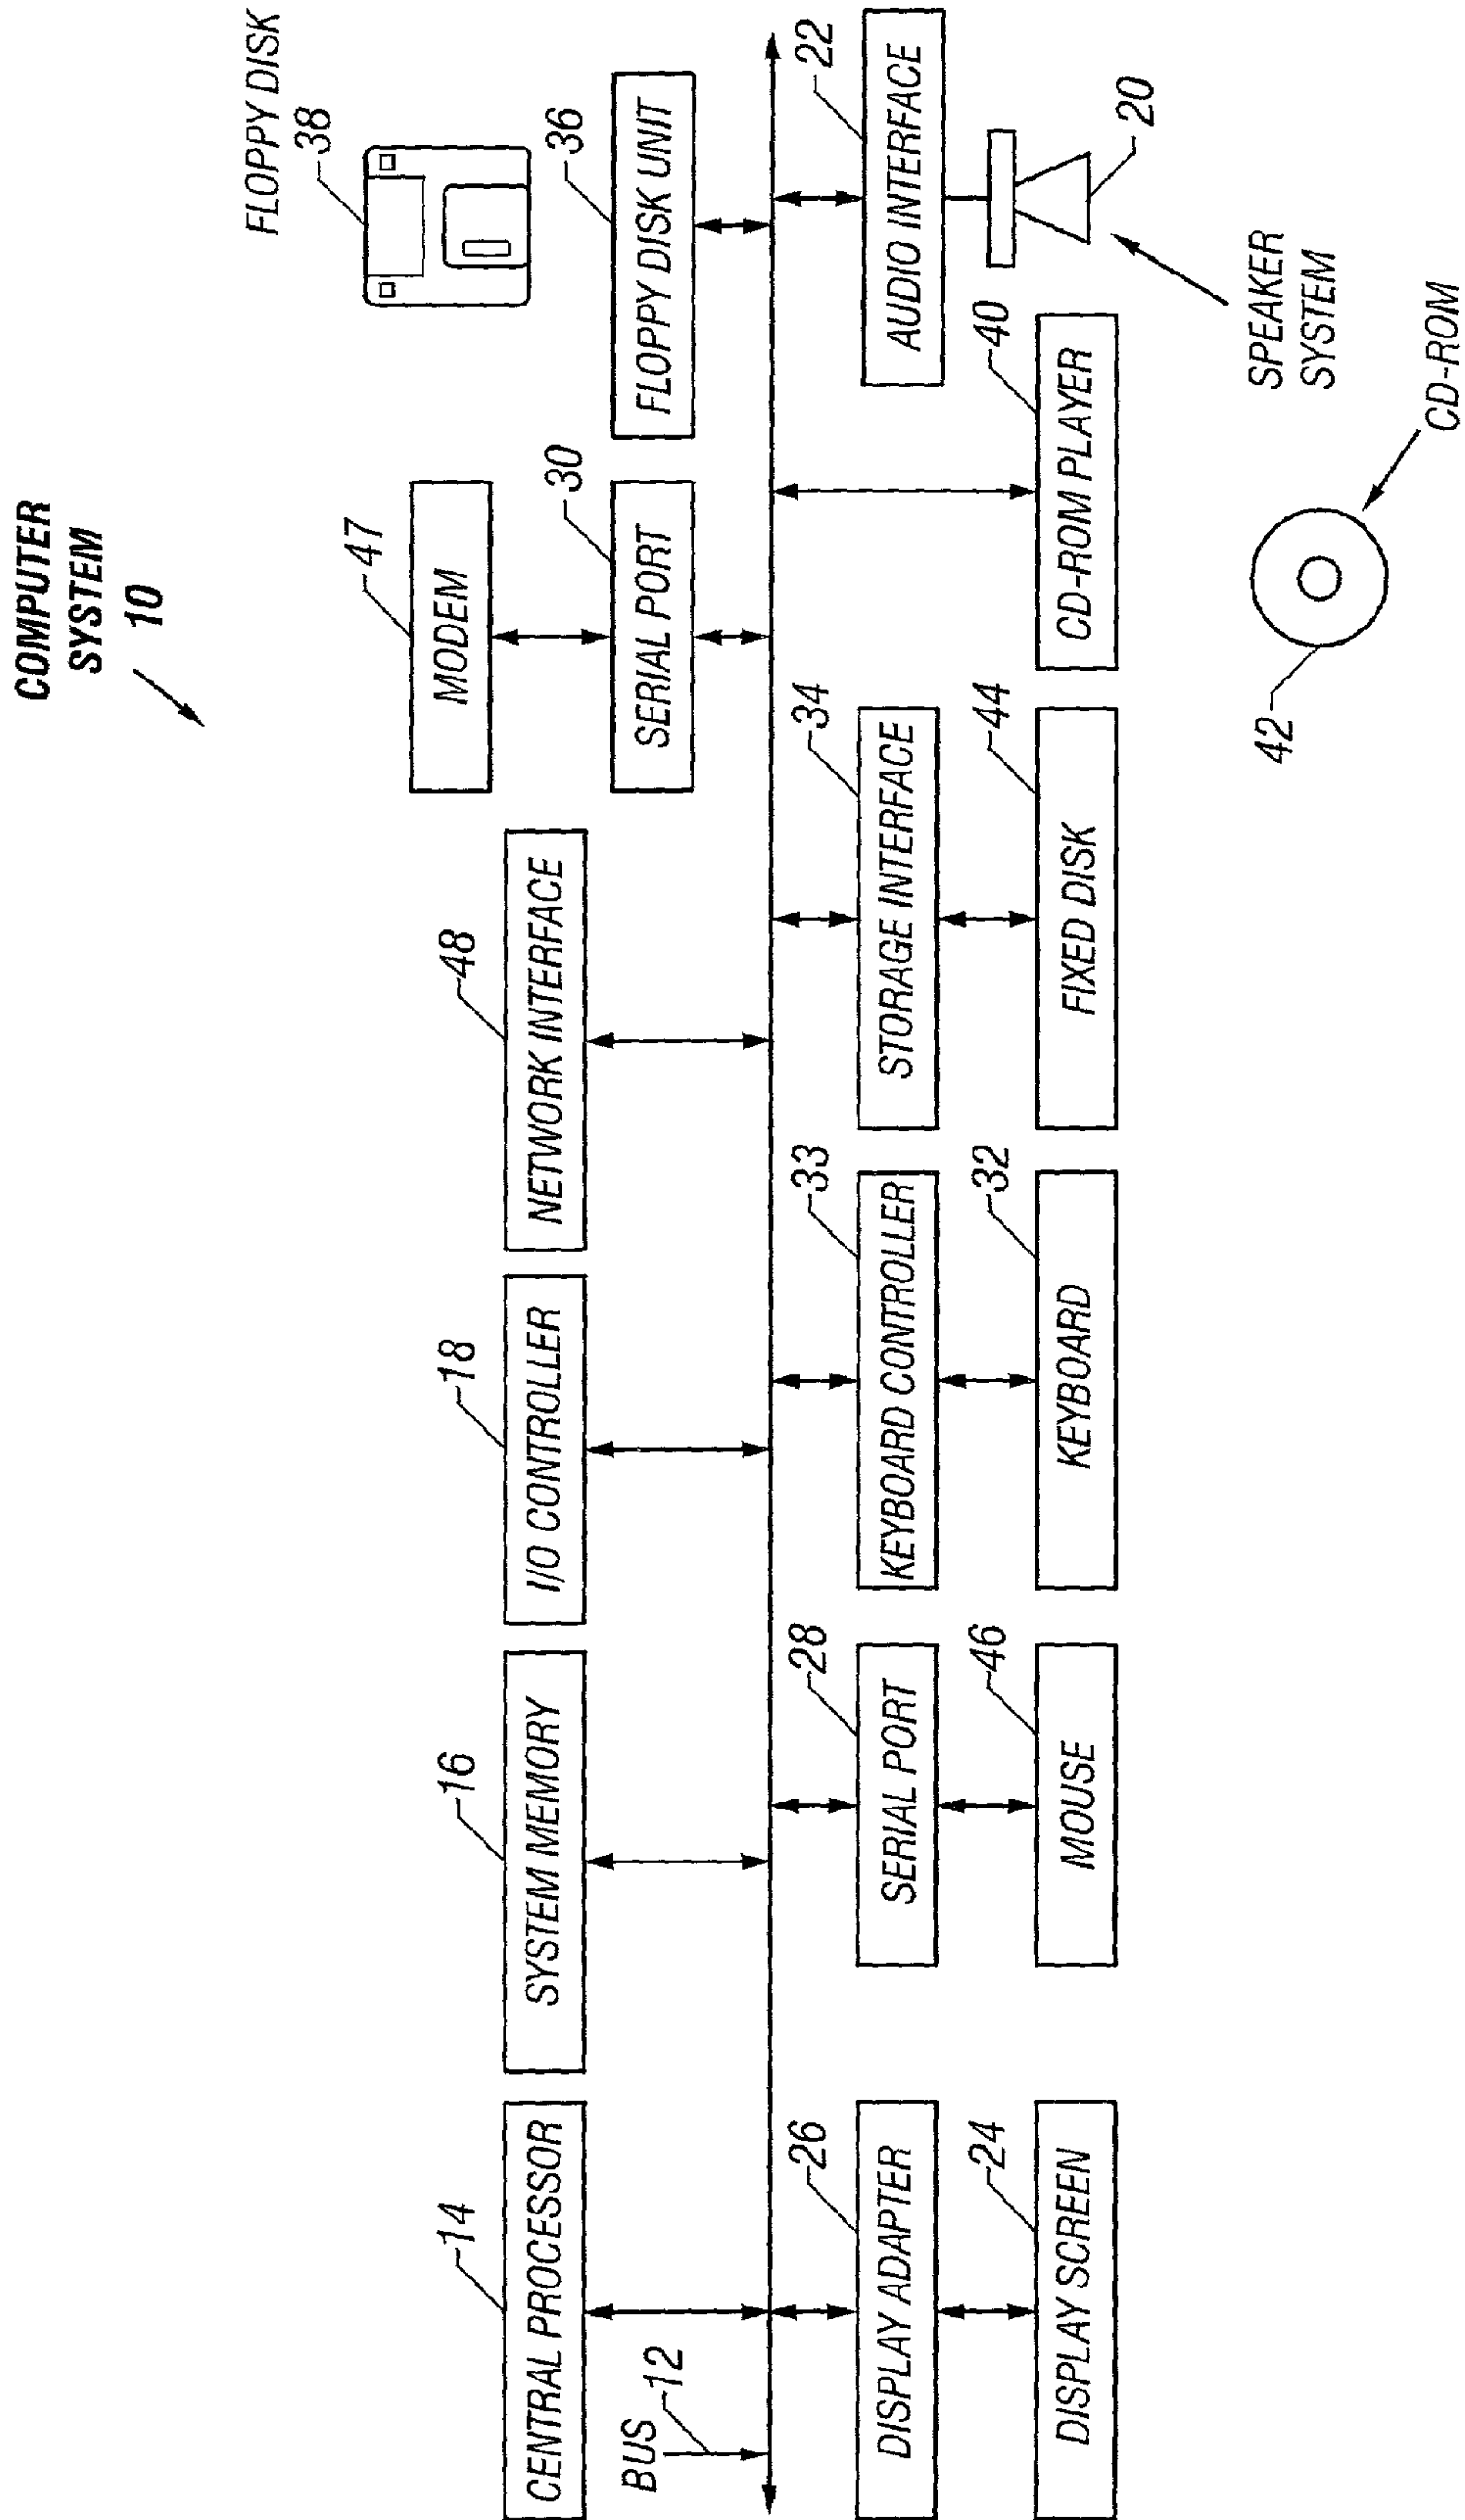 COMPUTER
SYSTEM
10
FLOPPY DISK
38
47
MODEM
14
CENTRAL PROCESSOR
16
SYSTEM MEMORY
18
I/O CONTROLLER
48
NETWORK INTERFACE
30
SERIAL PORT
36
FLOPPY DISK UNIT
BUS
12
26
DISPLAY ADAPTER
28
SERIAL PORT
33
KEYBOARD CONTROLLER
34
STORAGE INTERFACE
22
AUDIO INTERFACE
24
DISPLAY SCREEN
46
MOUSE
32
KEYBOARD
44
FIXED DISK
40
CD-ROM PLAYER
20
SPEAKER
SYSTEM
42
CD-ROM